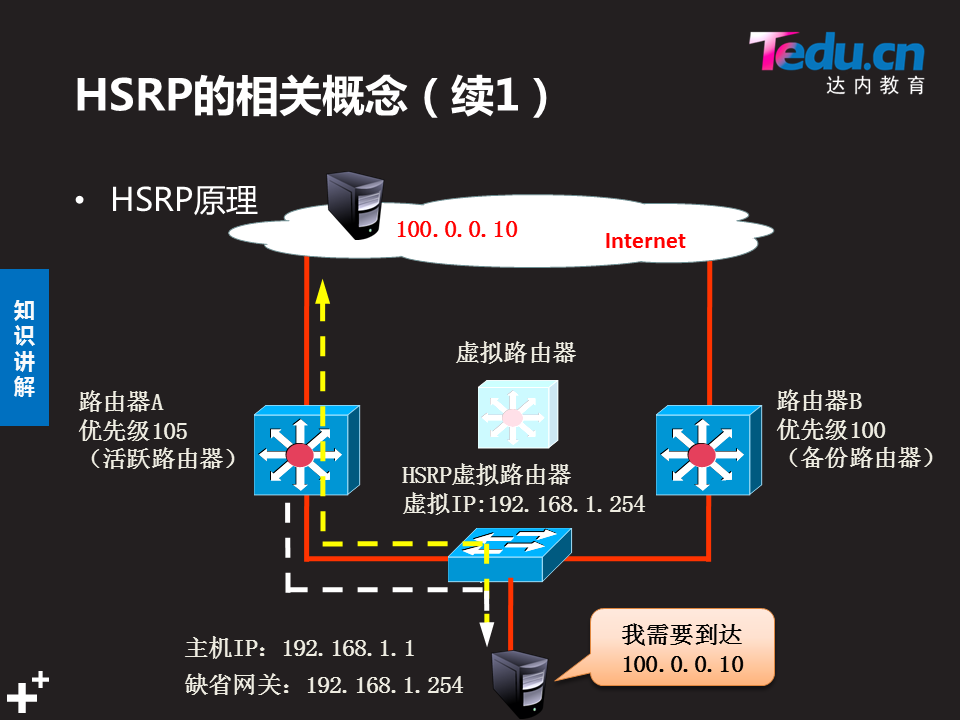 Tedu.cn
达内教育
HSRP的相关概念（续1）
• HSRP原理
100.0.0.10
Internet
知识讲解
虚拟路由器
路由器A
优先级105
（活跃路由器）
路由器B
优先级100
（备份路由器）
HSRP虚拟路由器
虚拟IP:192.168.1.254
我需要到达
100.0.0.10
主机IP：192.168.1.1
缺省网关：192.168.1.254